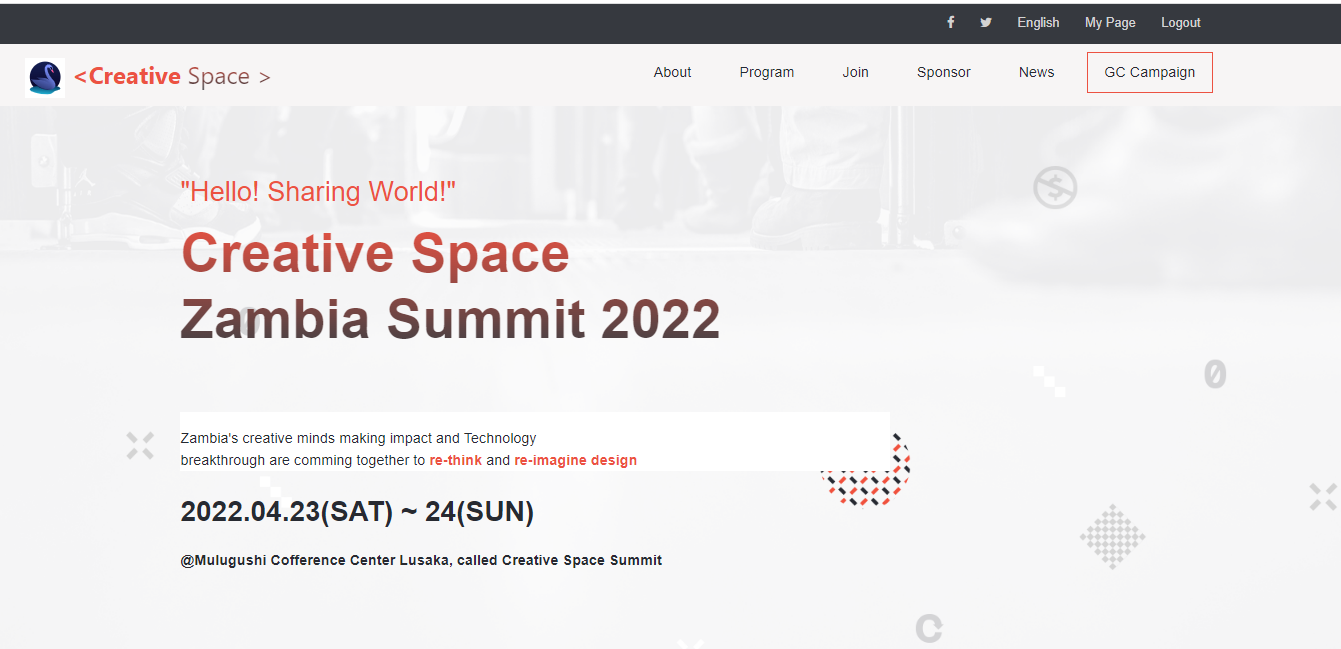 English My Page Logout
<Creative Space >
About Program Join Sponsor News GC Campaign
"Hello! Sharing World!"
Creative Space
Zambia Summit 2022
Zambia's creative minds making impact and Technology
breakthrough are comming together to re-think and re-imagine design
2022.04.23(SAT) ~ 24(SUN)
@Mulugushi Cofference Center Lusaka, called Creative Space Summit